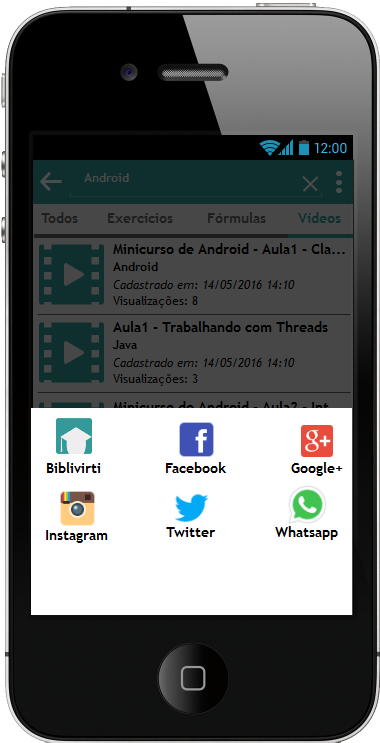 12:00
Android
Todos Exercícios Fórmulas Vídeos
Minicurso de Android - Aula1 - Cla...
Android
Cadastrado em: 14/05/2016 14:10
Visualizações: 8
Aula1 - Trabalhando com Threads
Java
Cadastrado em: 14/05/2016 14:10
Visualizações: 3
Minicurso de Android - Aula2 - Int
Biblivirti Facebook Google+
Instagram Twitter Whatsapp